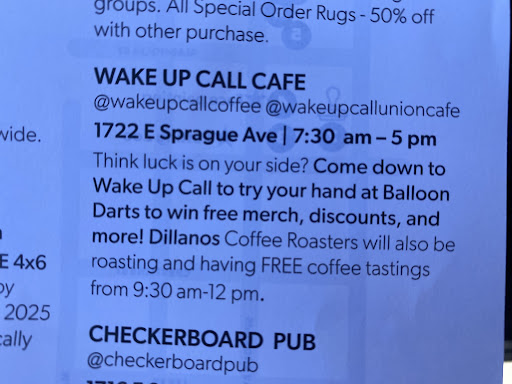 groups. All Special Order Rugs - 50% off
with other purchase.
WAKE UP CALL CAFE
@wakeupcallcoffee @wakeupcallunioncafe
1722 E Sprague Ave | 7:30 am – 5 pm
Think luck is on your side? Come down to
Wake Up Call to try your hand at Balloon
Darts to win free merch, discounts, and
more! Dillanos Coffee Roasters will also be
roasting and having FREE coffee tastings
from 9:30 am-12 pm.
CHECKERBOARD PUB
@checkerboardpub
wide.
E 4x6
2025